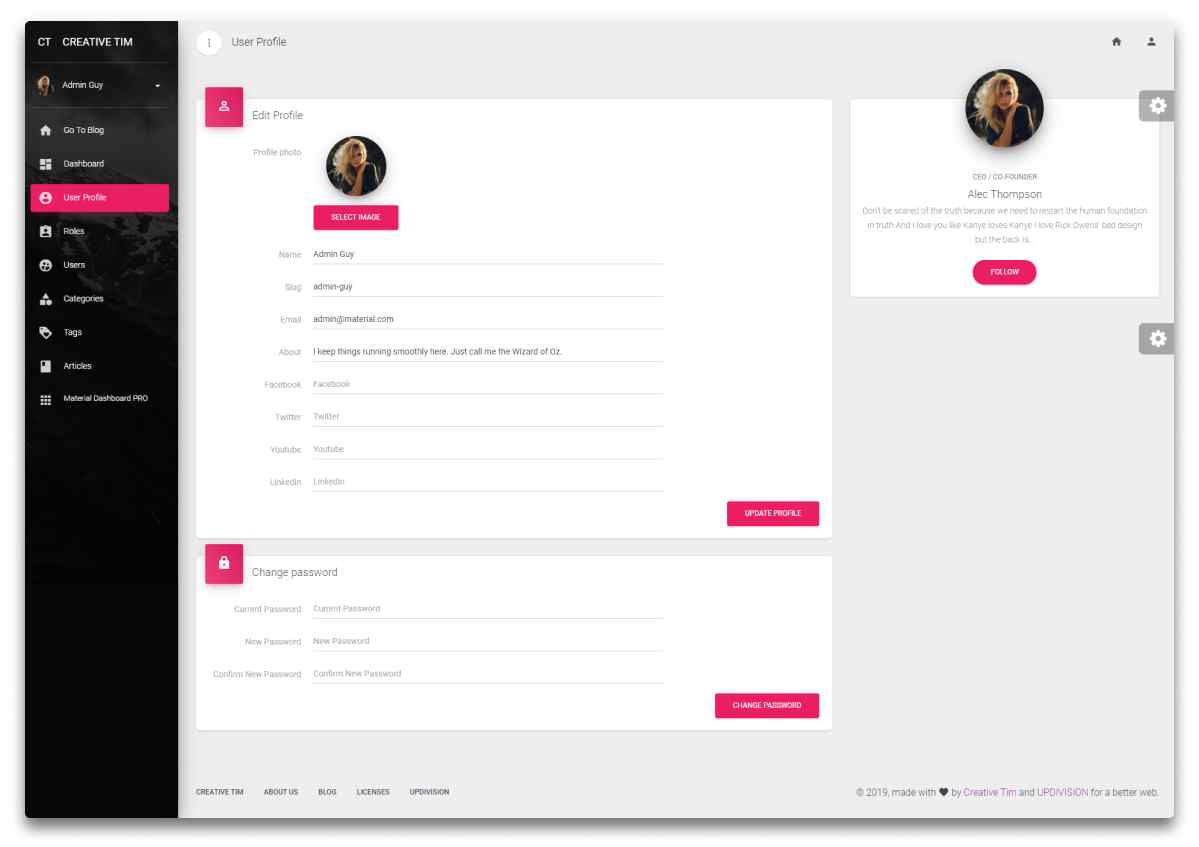 CT CREATIVE TIM
Admin Guy
Go To Blog
Dashboard
User Profile
Roles
Users
Categories
Tags
Articles
Material Dashboard PRO
User Profile
Edit Profile
Profile photo
SELECT IMAGE
Name Admin Guy
Slug admin-guy
Email admin@material.com
About I keep things running smoothly here. Just call me the Wizard of Oz.
Facebook Facebook
Twitter Twitter
Youtube Youtube
Linkedin Linkedin
UPDATE PROFILE
Change password
Current Password Current Password
New Password New Password
Confirm New Password Confirm New Password
CHANGE PASSWORD
CEO / CO-FOUNDER
Alec Thompson
Don't be scared of the truth because we need to restart the human foundation
in truth And I love you like Kanye loves Kanye I love Rick Owens' bed design
but the back is...
FOLLOW
CREATIVE TIM ABOUT US BLOG LICENSES UPDIVISION
© 2019, made with ♥ by Creative Tim and UPDIVISION for a better web.